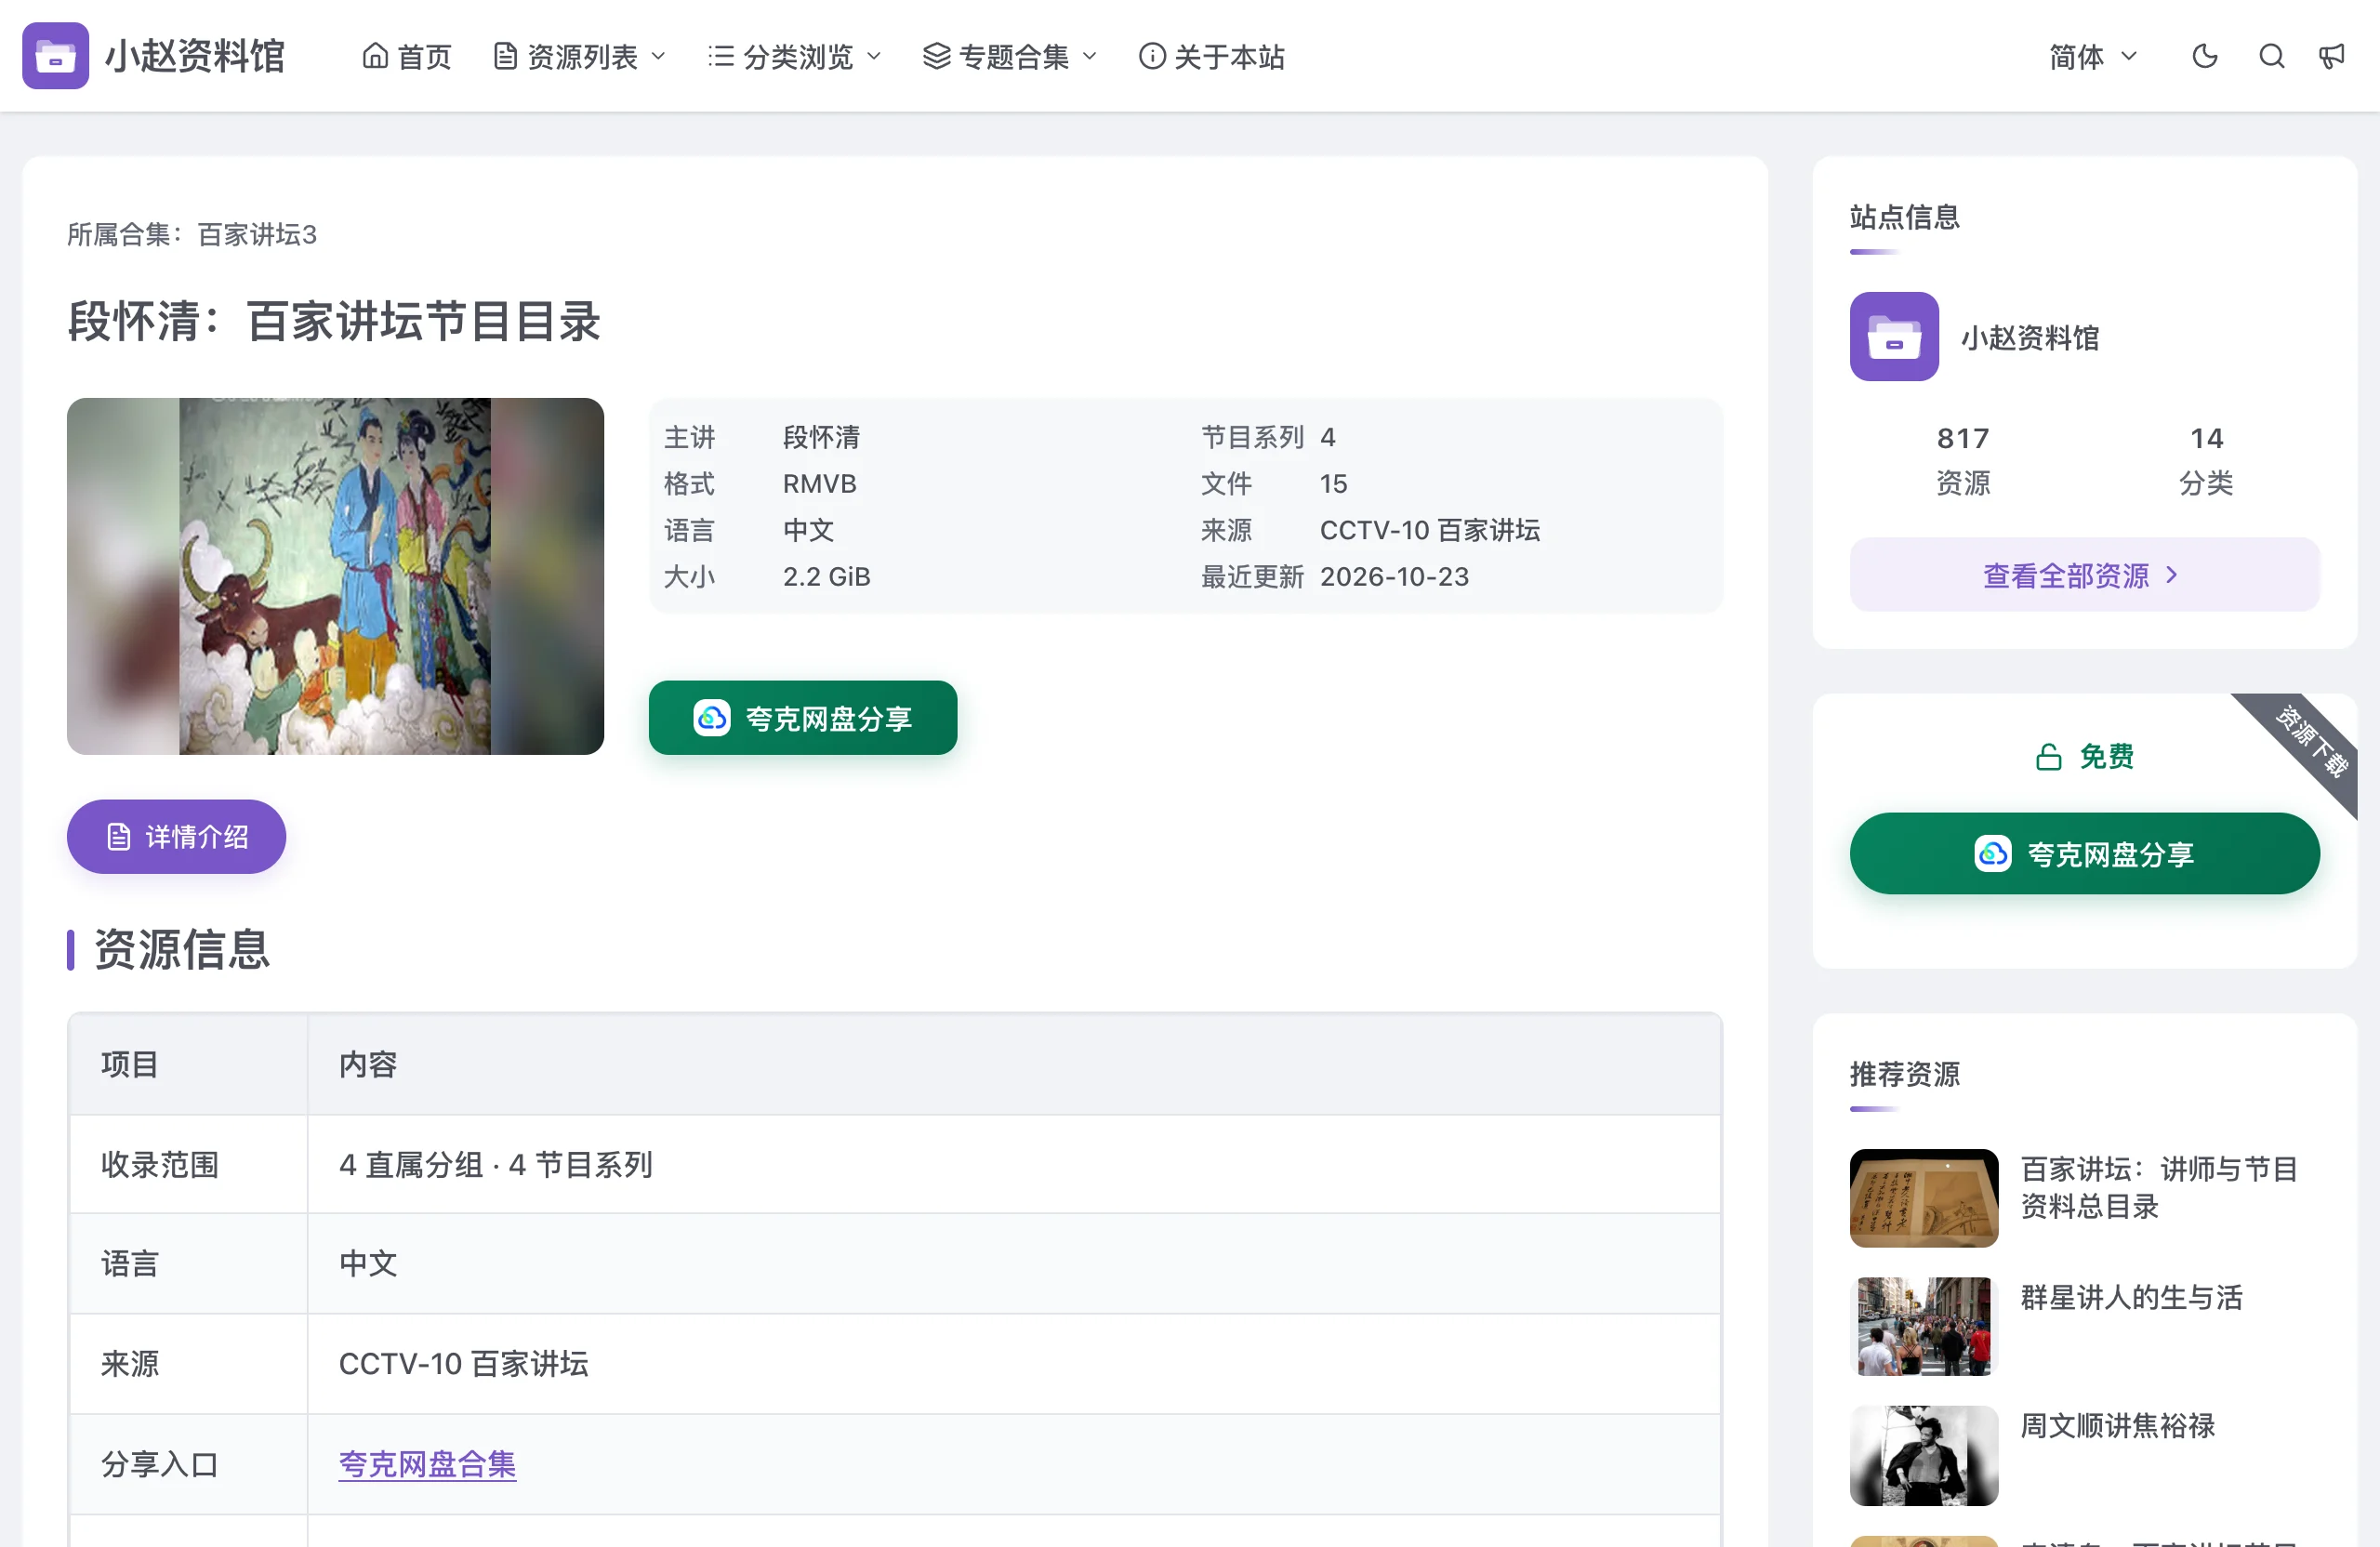 小赵资料馆
首页
资源列表
分类浏览
专题合集
关于本站
简体
所属合集：百家讲坛3
段怀清：百家讲坛节目目录
主讲 段怀清
节目系列 4
格式 RMVB
文件 15
语言 中文
来源 CCTV-10 百家讲坛
大小 2.2 GiB
最近更新 2026-10-23
夸克网盘分享
详情介绍
资源信息
项目 内容
收录范围 4 直属分组 · 4 节目系列
语言 中文
来源 CCTV-10 百家讲坛
分享入口 夸克网盘合集
站点信息
小赵资料馆
817 14
资源 分类
查看全部资源
资源下载
免费
夸克网盘分享
推荐资源
百家讲坛：讲师与节目
资料总目录
群星讲人的生与活
周文顺讲焦裕禄